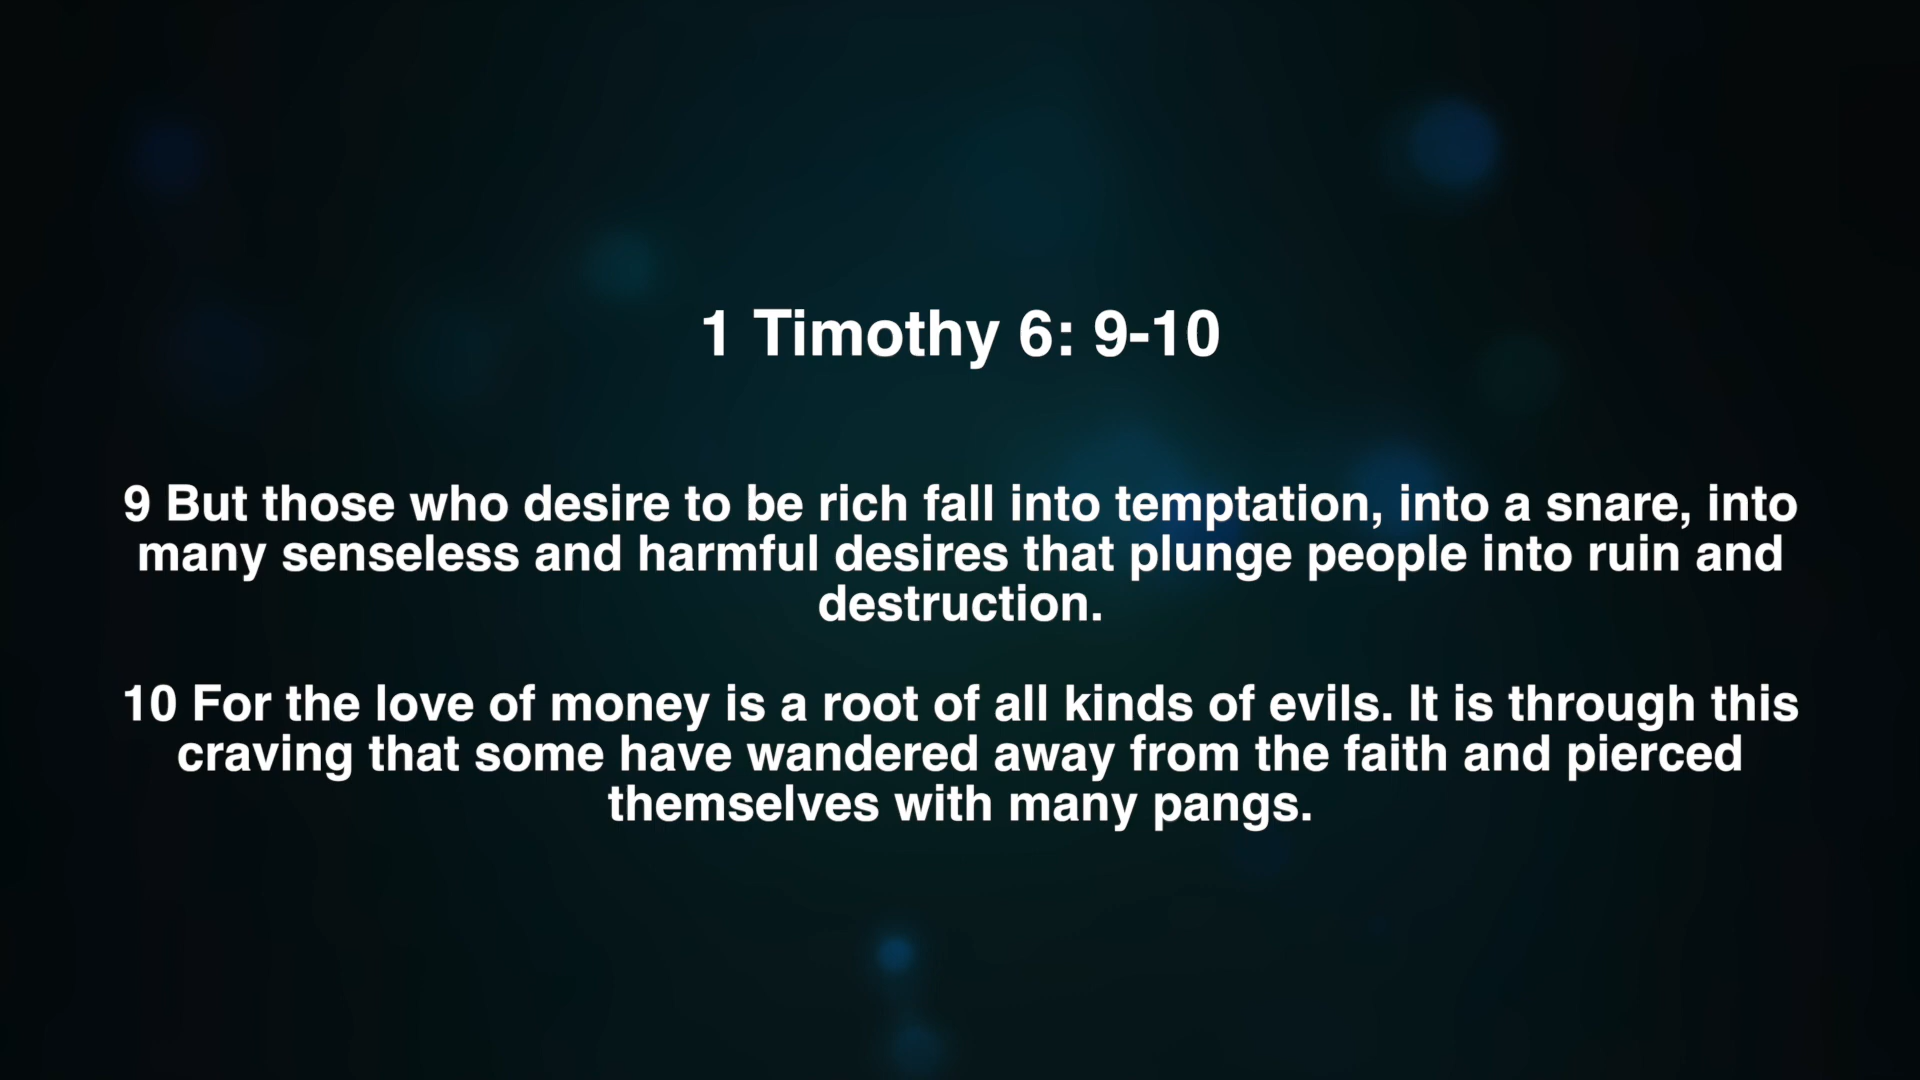 1 Timothy 6: 9-10
9 But those who desire to be rich fall into temptation, into a snare, into
many senseless and harmful desires that plunge people into ruin and
destruction.
10 For the love of money is a root of all kinds of evils. It is through this
craving that some have wandered away from the faith and pierced
themselves with many pangs.